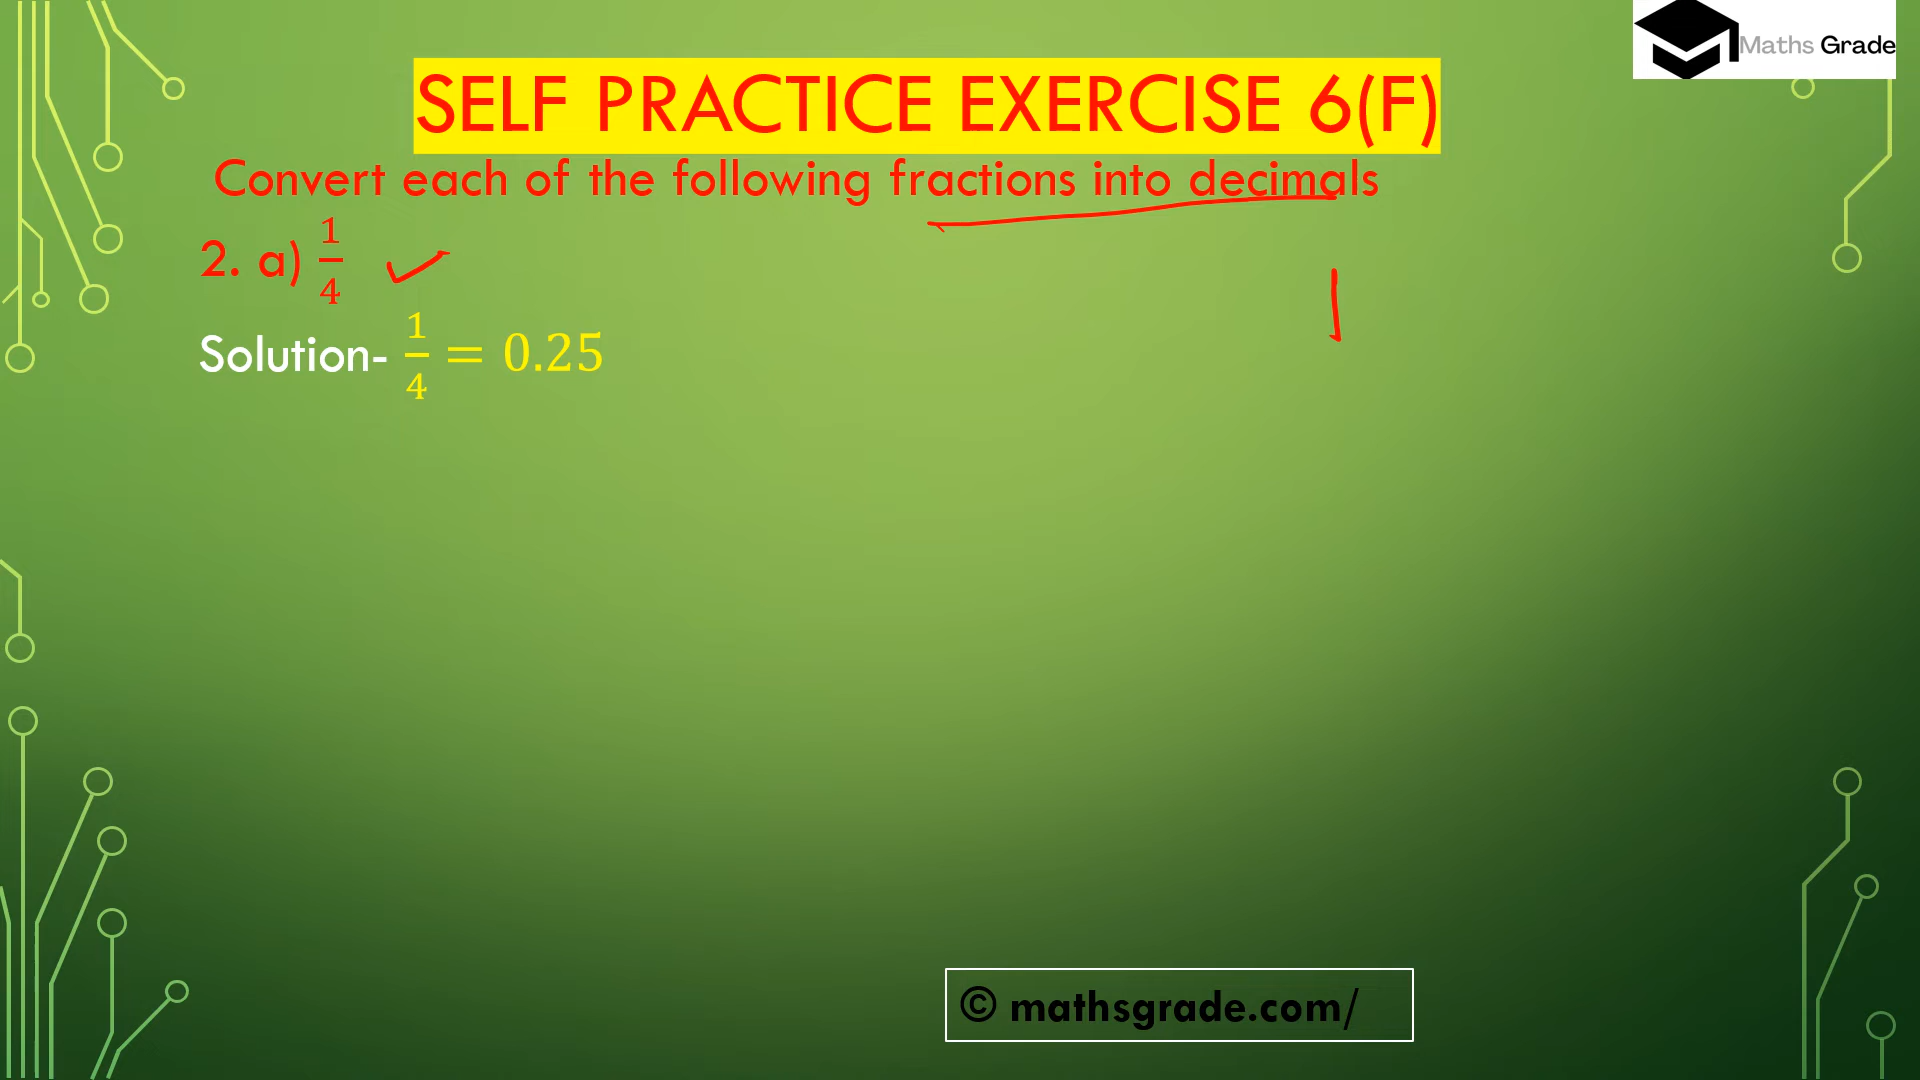 Maths Grade
SELF PRACTICE EXERCISE 6(F)
Convert each of the following fractions into decimals
2. a) 1/4
Solution- 1/4 = 0.25
© mathsgrade.com/